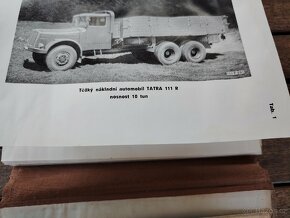 Těžký nákladní automobil TATRA 111 R
nosnost 10 tun
Tab. 1